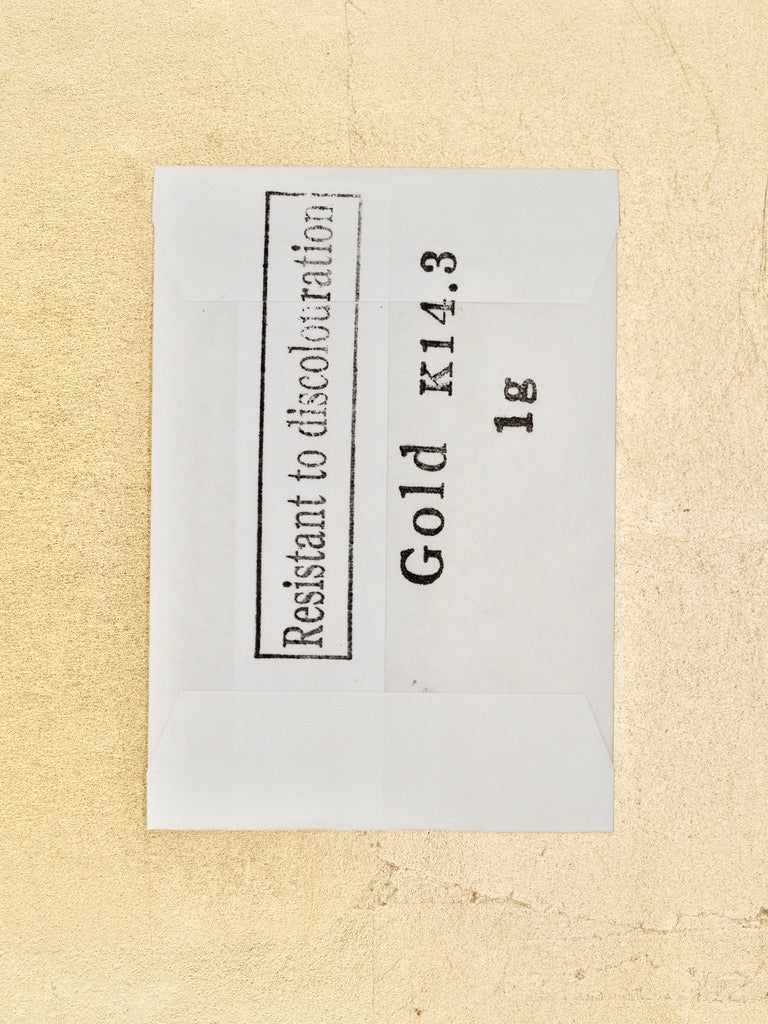 Resistant to discolouration
Gold K14.3
1g